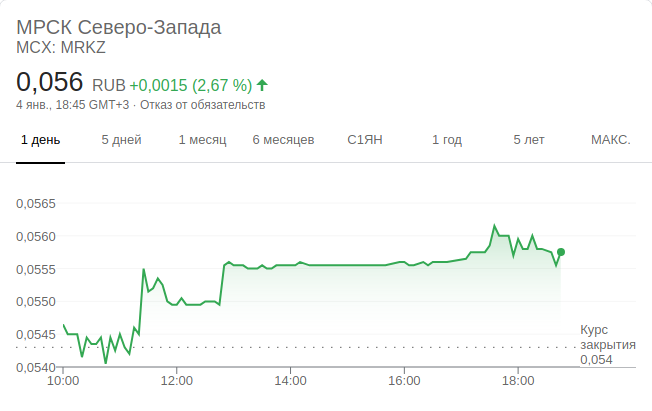 МРСК Северо-Запада
MCX: MRKZ
0,056 RUB +0,0015 (2,67 %)
4 янв., 18:45 GMT+3 · Отказ от обязательств
1 день 5 дней 1 месяц 6 месяцев С1ЯН 1 год 5 лет МАКС.
0,0565
0,0560
0,0555
0,0550
0,0545
0,0540
Курс
закрытия
0,054
10:00 12:00 14:00 16:00 18:00